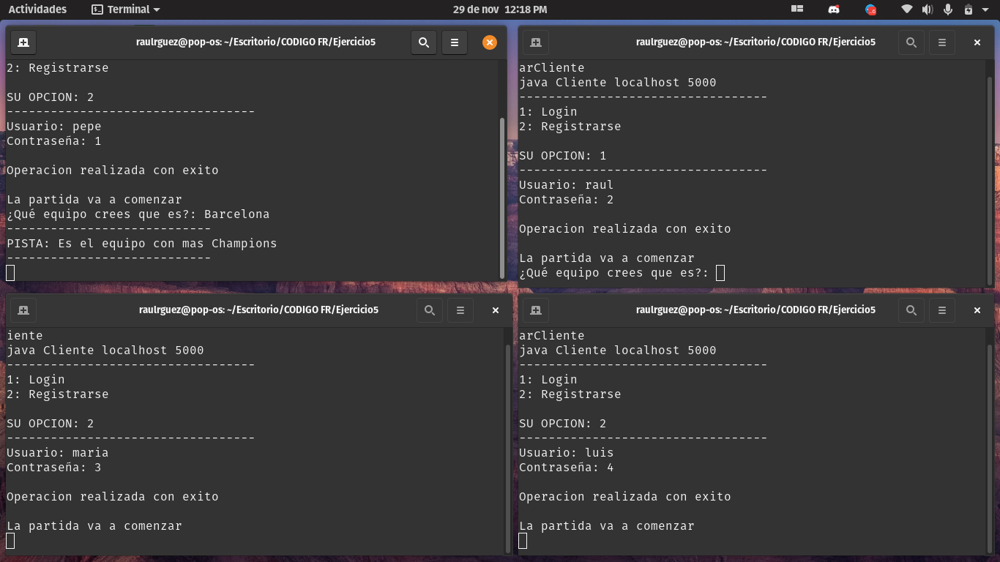 Actividades
Terminal
29 de nov 12:18 PM
raulrguez@pop-os: ~/Escritorio/CODIGO FR/Ejercicio5
2: Registrarse
SU OPCION: 2
----------------------------------
Usuario: pepe
Contraseña: 1
Operacion realizada con exito
La partida va a comenzar
¿Qué equipo crees que es?: Barcelona
----------------------------
PISTA: Es el equipo con mas Champions
----------------------------
raulrguez@pop-os: ~/Escritorio/CODIGO FR/Ejercicio5
arCliente
java Cliente localhost 5000
----------------------------------
1: Login
2: Registrarse
SU OPCION: 1
----------------------------------
Usuario: raul
Contraseña: 2
Operacion realizada con exito
La partida va a comenzar
¿Qué equipo crees que es?:
raulrguez@pop-os: ~/Escritorio/CODIGO FR/Ejercicio5
iente
java Cliente localhost 5000
----------------------------------
1: Login
2: Registrarse
SU OPCION: 2
----------------------------------
Usuario: maria
Contraseña: 3
Operacion realizada con exito
La partida va a comenzar
raulrguez@pop-os: ~/Escritorio/CODIGO FR/Ejercicio5
arCliente
java Cliente localhost 5000
----------------------------------
1: Login
2: Registrarse
SU OPCION: 2
----------------------------------
Usuario: luis
Contraseña: 4
Operacion realizada con exito
La partida va a comenzar